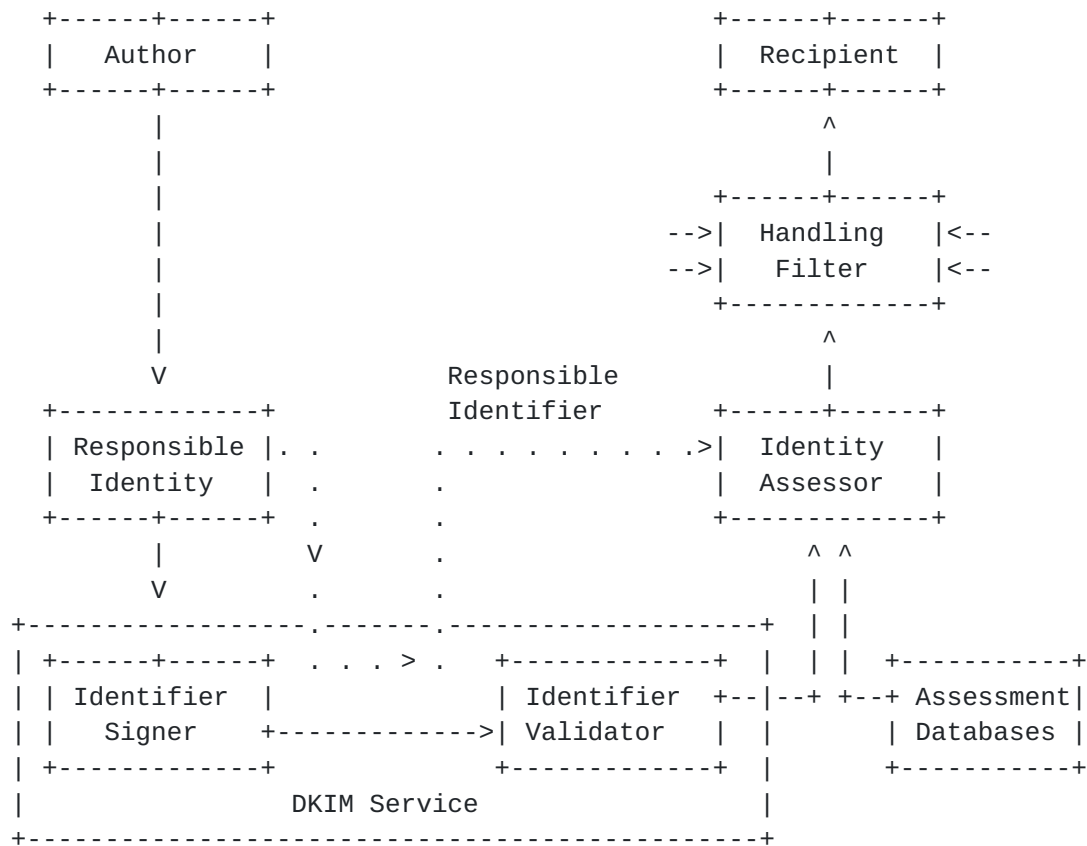 Author
Recipient
Handling
Filter
Responsible
Identifier
Responsible
Identity
Identity
Assessor
Identifier
Signer
Identifier
Validator
Assessment
Databases
DKIM Service